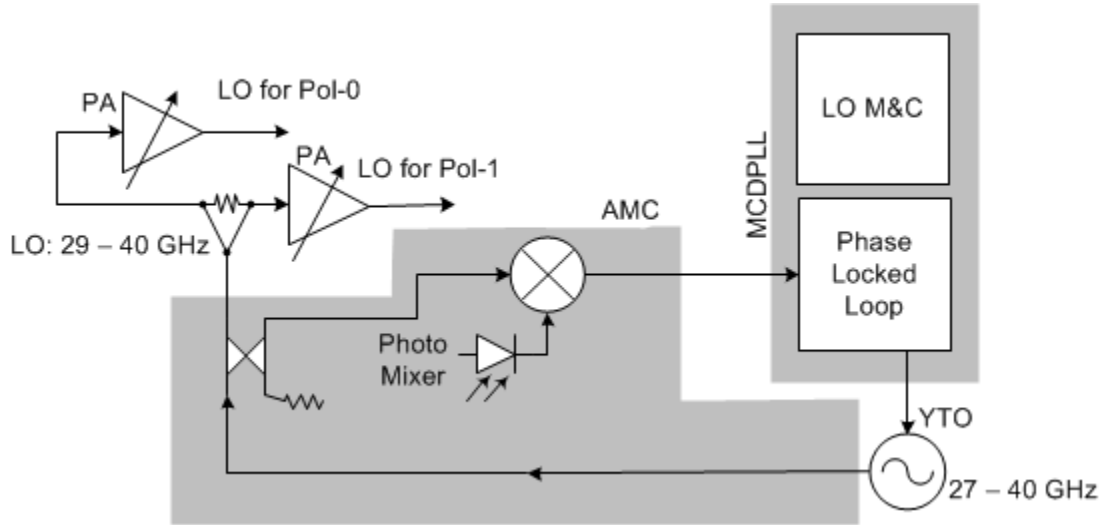 PA
LO for Pol-0
PA
LO for Pol-1
LO: 29 – 40 GHz
AMC
MCDPLL
LO M&C
Phase
Locked
Loop
Photo
Mixer
YTO
27 – 40 GHz